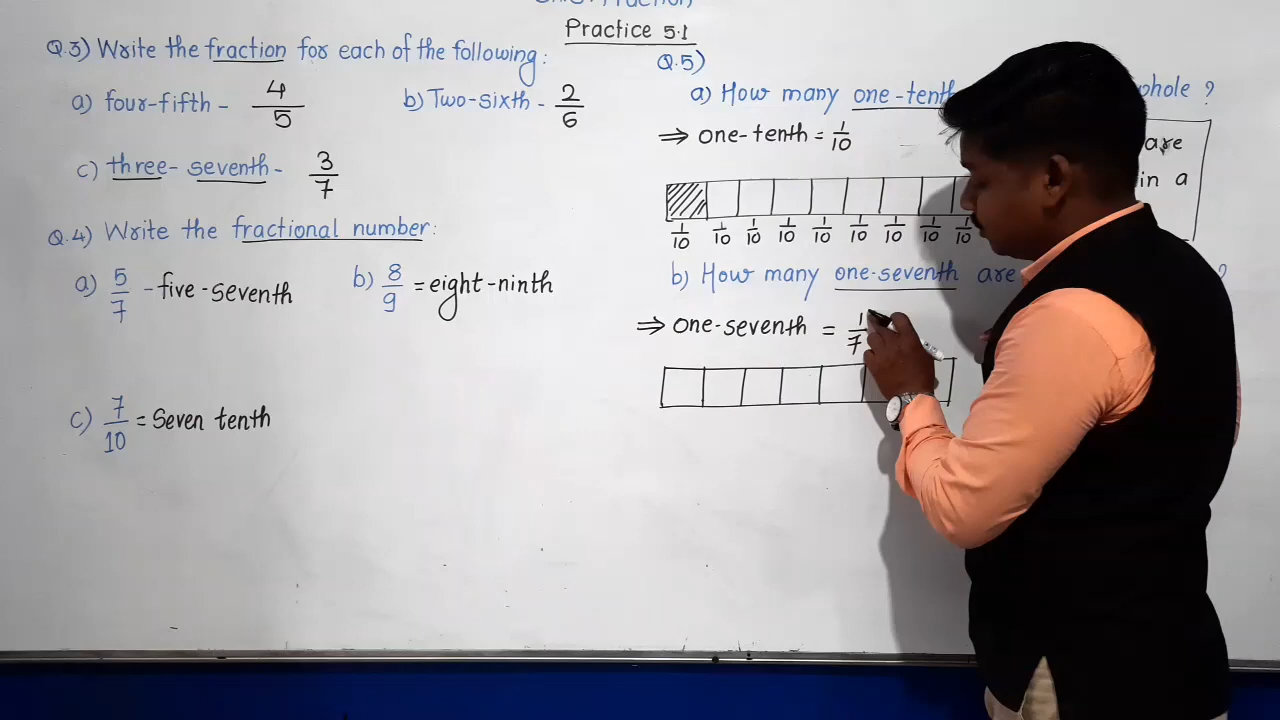 Practice 5.1
Q.3) Write the fraction for each of the following:
a) four-fifth - 4/5
b) Two-sixth - 2/6
c) three-seventh - 3/7
Q.4) Write the fractional number:
a) 5/7 - five-seventh
b) 8/9 = eight-ninth
c) 7/10 = Seven tenth
Q.5)
a) How many one-tenth whole ?
⇒ one-tenth = 1/10
are
in a
1/10 1/10 1/10 1/10 1/10 1/10 1/10 1/10 1/10
b) How many one-seventh are ?
⇒ one-seventh = 1/7